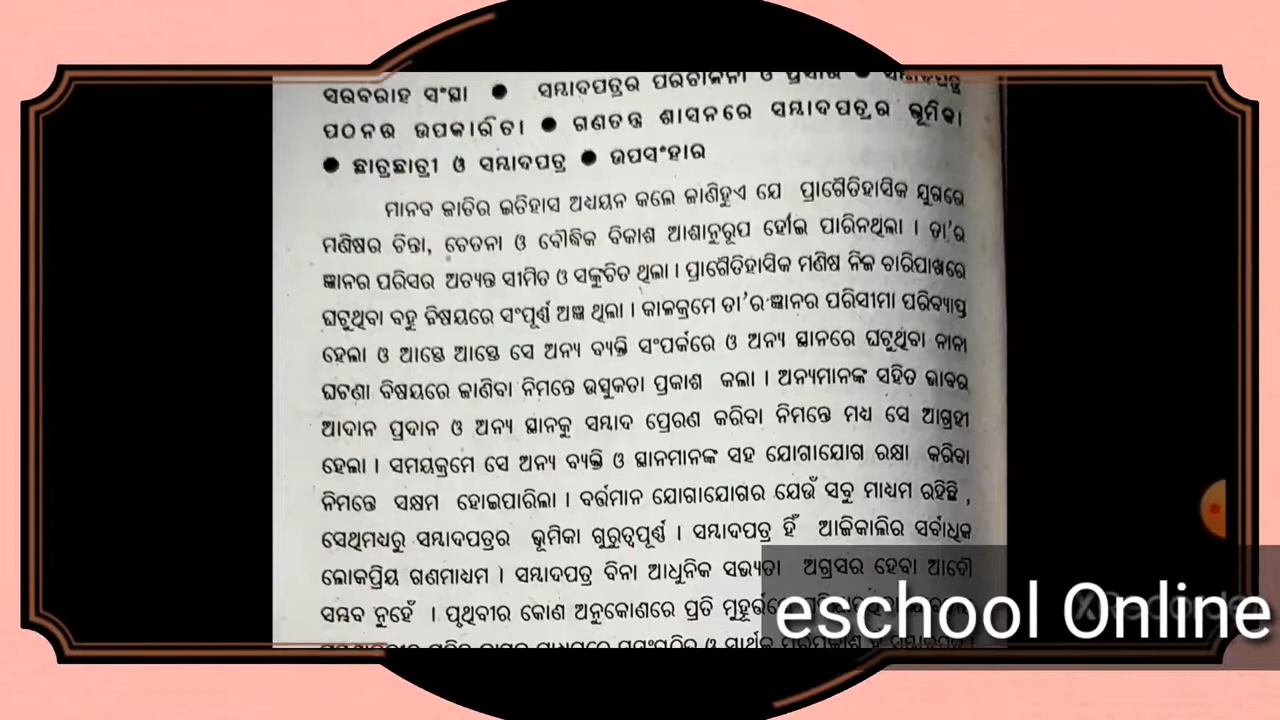 ସରବରାହ ସଂସ୍ଥା ● ସମ୍ବାଦପତ୍ରର ପରିଚାଳନା ଓ ପ୍ରସାର ●
ପଠନର ଉପକାରିତା ● ଗଣତନ୍ତ୍ର ଶାସନରେ ସମ୍ବାଦପତ୍ରର ଭୂମିକା
● ଛାତ୍ରଛାତ୍ରୀ ଓ ସମ୍ବାଦପତ୍ର ● ଉପସଂହାର
ମାନବ ଜାତିର ଇତିହାସ ଅଧ୍ୟୟନ କଲେ ଜାଣିହୁଏ ଯେ ପ୍ରାଗୈତିହାସିକ ଯୁଗରେ
ମଣିଷର ଚିନ୍ତା, ଚେତନା ଓ ବୌଦ୍ଧିକ ବିକାଶ ଆଶାନୁରୂପ ହୋଇ ପାରିନଥିଲା । ତା'ର
ଜ୍ଞାନର ପରିସର ଅତ୍ୟନ୍ତ ସୀମିତ ଓ ସଙ୍କୁଚିତ ଥିଲା । ପ୍ରାଗୈତିହାସିକ ମଣିଷ ନିଜ ଚାରିପାଖରେ
ଘଟୁଥିବା ବହୁ ବିଷୟରେ ସଂପୂର୍ଣ୍ଣ ଅଜ୍ଞ ଥିଲା । କାଳକ୍ରମେ ତା'ର ଜ୍ଞାନର ପରିସୀମା ପରିବ୍ୟାପ୍ତ
ହେଲା ଓ ଆସ୍ତେ ଆସ୍ତେ ସେ ଅନ୍ୟ ବ୍ୟକ୍ତି ସଂପର୍କରେ ଓ ଅନ୍ୟ ସ୍ଥାନରେ ଘଟୁଥିବା ନାନା
ଘଟଣା ବିଷୟରେ ଜାଣିବା ନିମନ୍ତେ ଉତ୍ସୁକତା ପ୍ରକାଶ କଲା । ଅନ୍ୟମାନଙ୍କ ସହିତ ଭାବର
ଆଦାନ ପ୍ରଦାନ ଓ ଅନ୍ୟ ସ୍ଥାନକୁ ସମ୍ବାଦ ପ୍ରେରଣ କରିବା ନିମନ୍ତେ ମଧ୍ୟ ସେ ଆଗ୍ରହୀ
ହେଲା । ସମୟକ୍ରମେ ସେ ଅନ୍ୟ ବ୍ୟକ୍ତି ଓ ସ୍ଥାନମାନଙ୍କ ସହ ଯୋଗାଯୋଗ ରକ୍ଷା କରିବା
ନିମନ୍ତେ ସକ୍ଷମ ହୋଇପାରିଲା । ବର୍ତ୍ତମାନ ଯୋଗାଯୋଗର ଯେଉଁ ସବୁ ମାଧ୍ୟମ ରହିଛି ,
ସେଥିମଧ୍ୟରୁ ସମ୍ବାଦପତ୍ରର ଭୂମିକା ଗୁରୁତ୍ୱପୂର୍ଣ୍ଣ । ସମ୍ବାଦପତ୍ର ହିଁ ଆଜିକାଲିର ସର୍ବାଧିକ
ଲୋକପ୍ରିୟ ଗଣମାଧ୍ୟମ । ସମ୍ବାଦପତ୍ର ବିନା ଆଧୁନିକ ସଭ୍ୟତା ଅଗ୍ରସର ହେବା ଆଦୌ
ସମ୍ଭବ ନୁହେଁ । ପୃଥିବୀର କୋଣ ଅନୁକୋଣରେ ପ୍ରତି ମୁହୂର୍ତ୍ତରେ
eschool Online